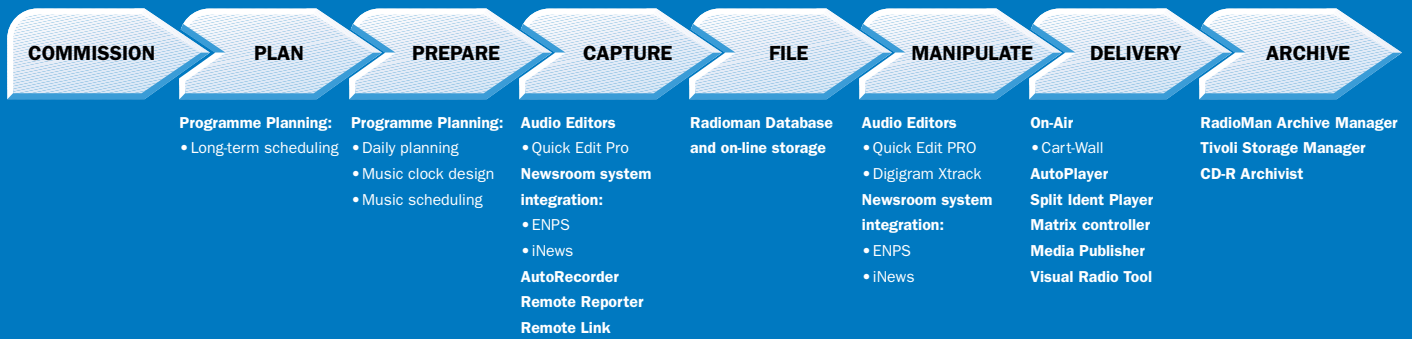 COMMISSION
PLAN
PREPARE
CAPTURE
FILE
MANIPULATE
DELIVERY
ARCHIVE
Programme Planning:
• Long-term scheduling
Programme Planning:
• Daily planning
• Music clock design
• Music scheduling
Audio Editors
• Quick Edit Pro
Newsroom system
integration:
• ENPS
• iNews
AutoRecorder
Remote Reporter
Remote Link
Radioman Database
and on-line storage
Audio Editors
• Quick Edit PRO
• Digigram Xtrack
Newsroom system
integration:
• ENPS
• iNews
On-Air
• Cart-Wall
AutoPlayer
Split Ident Player
Matrix controller
Media Publisher
Visual Radio Tool
RadioMan Archive Manager
Tivoli Storage Manager
CD-R Archivist